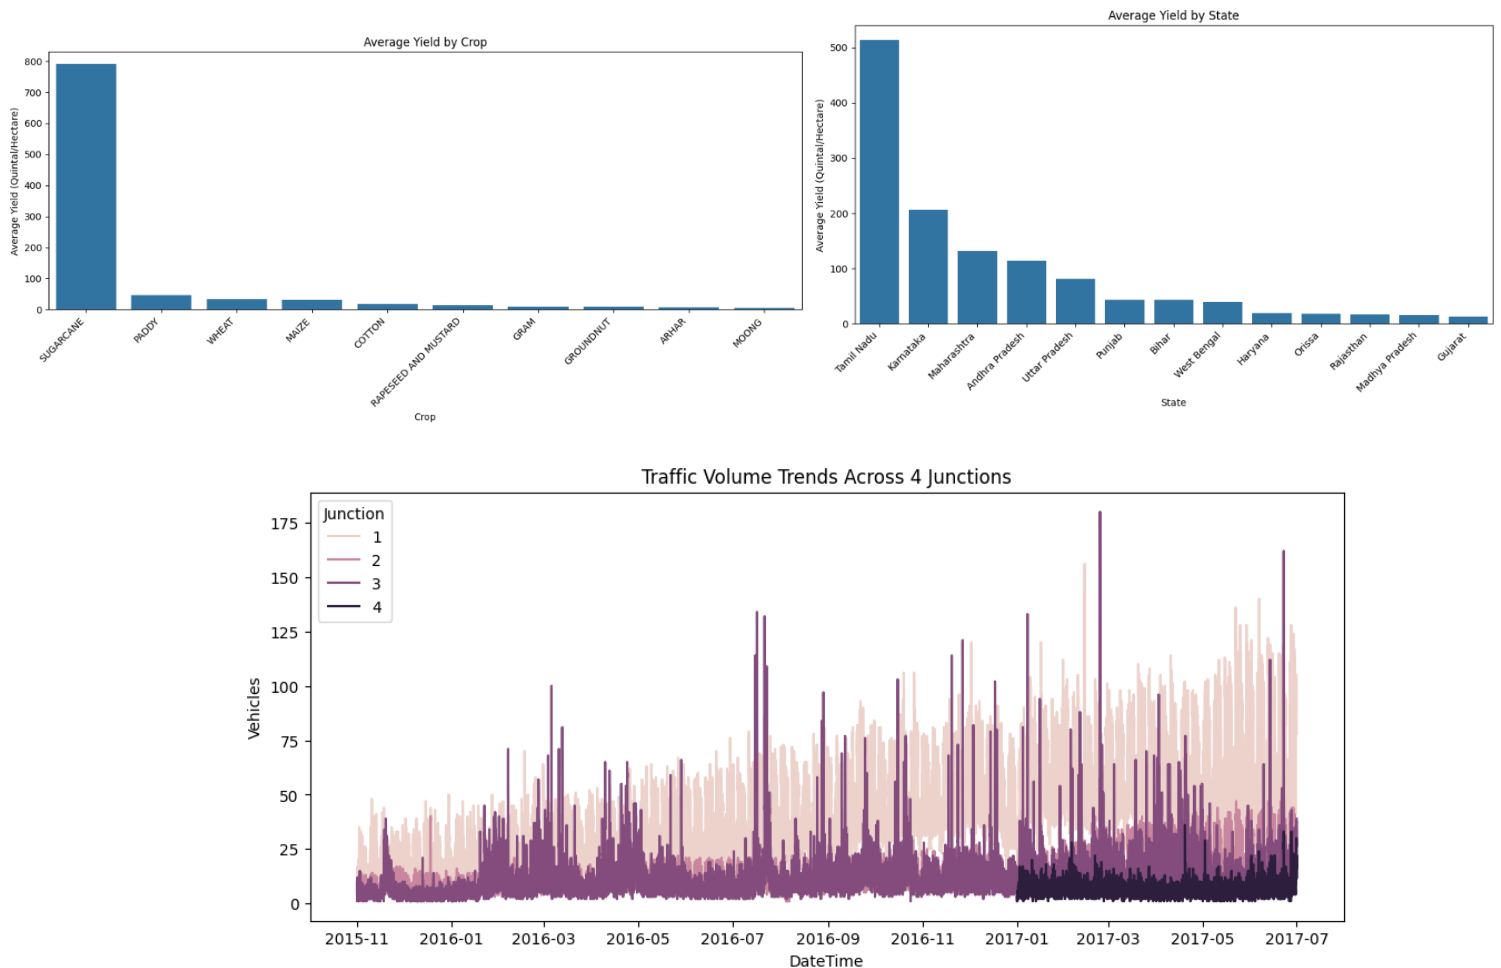 Average Yield by Crop
Average Yield (Quintal/Hectare)
800
700
600
500
400
300
200
100
0
SUGARCANE
PADDY
WHEAT
MAIZE
COTTON
RAPESEED AND MUSTARD
GRAM
GROUNDNUT
ARHAR
MOONG
Crop
Average Yield by State
Average Yield (Quintal/Hectare)
500
400
300
200
100
0
Tamil Nadu
Karnataka
Maharashtra
Andhra Pradesh
Uttar Pradesh
Punjab
Bihar
West Bengal
Haryana
Orissa
Rajasthan
Madhya Pradesh
Gujarat
State
Traffic Volume Trends Across 4 Junctions
Junction
1
2
3
4
Vehicles
175
150
125
100
75
50
25
0
2015-11
2016-01
2016-03
2016-05
2016-07
2016-09
2016-11
2017-01
2017-03
2017-05
2017-07
DateTime